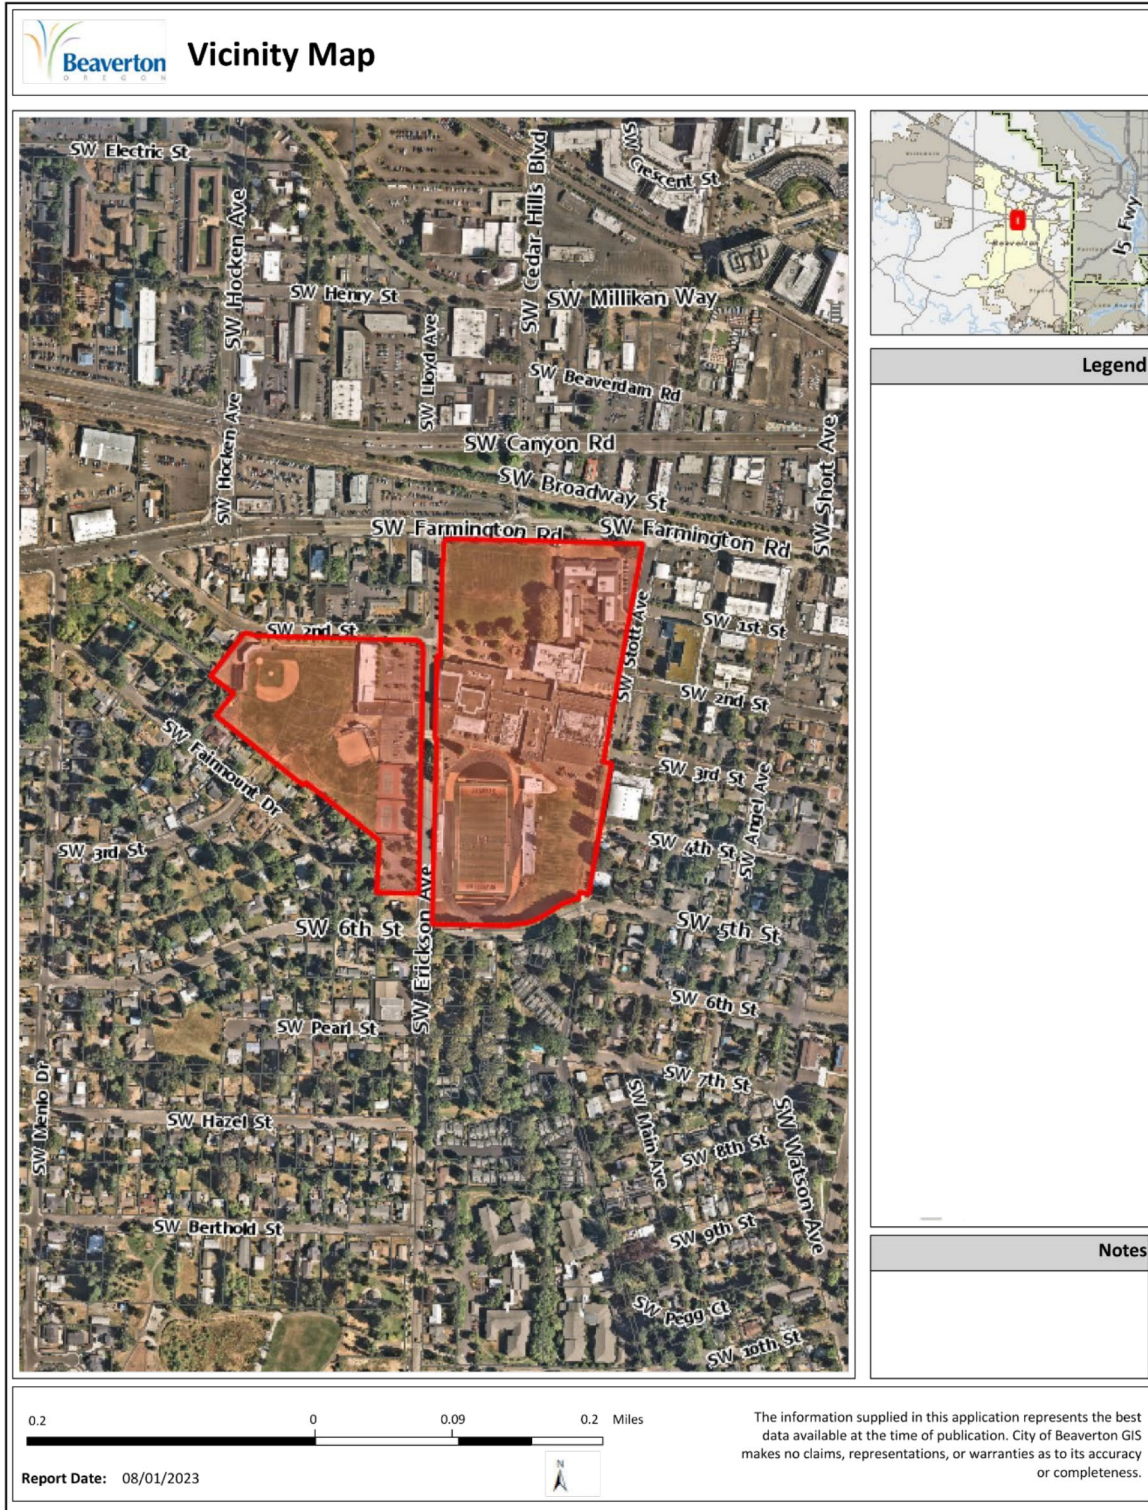 Beaverton
OREGON
Vicinity Map
SW Electric St
SW Hocken Ave
SW Cedar Hills Blvd
SW Crescent St
SW Henry St
SW Millikan Way
SW Lloyd Ave
SW Beaverdam Rd
SW Hocken Ave
SW Canyon Rd
SW Short Ave
SW Broadway St
SW Farmington Rd
SW Farmington Rd
SW 2nd St
SW Stott Ave
SW 1st St
SW 2nd St
SW Fairmount Dr
SW 3rd St
SW Angel Ave
SW 3rd St
SW 4th St
SW Erickson Ave
SW 6th St
SW 5th St
SW 6th St
SW Pearl St
SW Menlo Dr
SW 7th St
SW Main Ave
SW Hazel St
SW 8th St
SW Watson Ave
SW Berthold St
SW 9th St
SW Pegg Ct
SW 10th St
Beaverton
I5 Fwy
Legend
Notes
0.2 0 0.09 0.2 Miles
Report Date: 08/01/2023
N
The information supplied in this application represents the best
data available at the time of publication. City of Beaverton GIS
makes no claims, representations, or warranties as to its accuracy
or completeness.